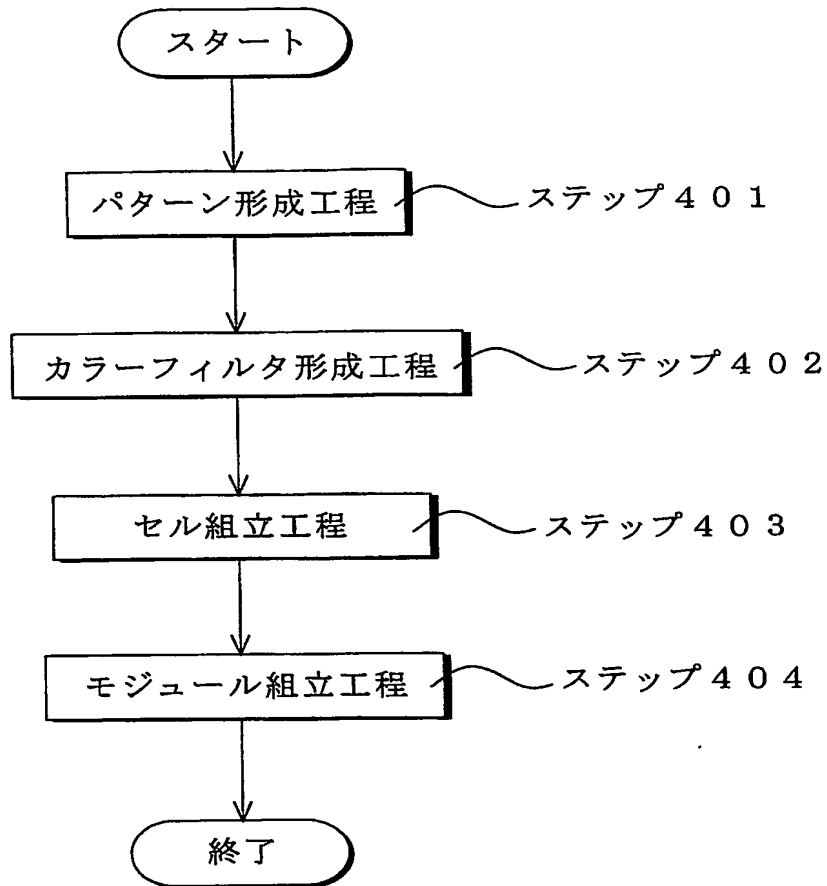 スタート
パターン形成工程
ステップ401
カラーフィルタ形成工程
ステップ402
セル組立工程
ステップ403
モジュール組立工程
ステップ404
終了